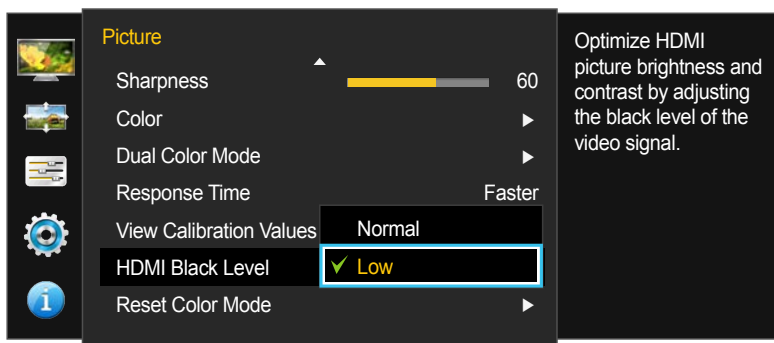 Picture
Sharpness 60
Color
Dual Color Mode
Response Time Faster
View Calibration Values Normal
HDMI Black Level Low
Reset Color Mode
Optimize HDMI
picture brightness and
contrast by adjusting
the black level of the
video signal.